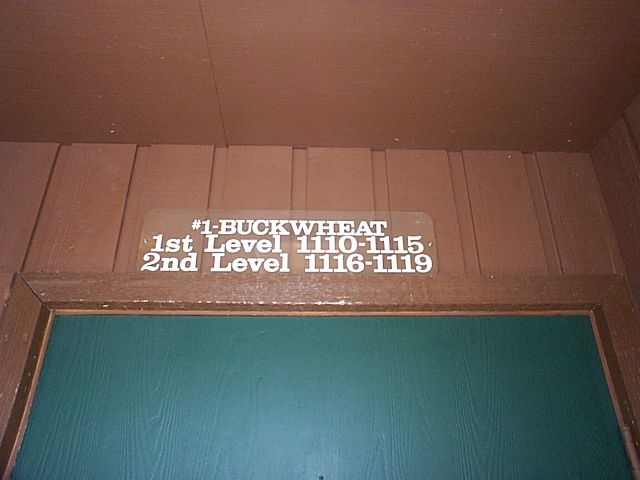 #1-BUCKWHEAT
1st Level 1110-1115
2nd Level 1116-1119